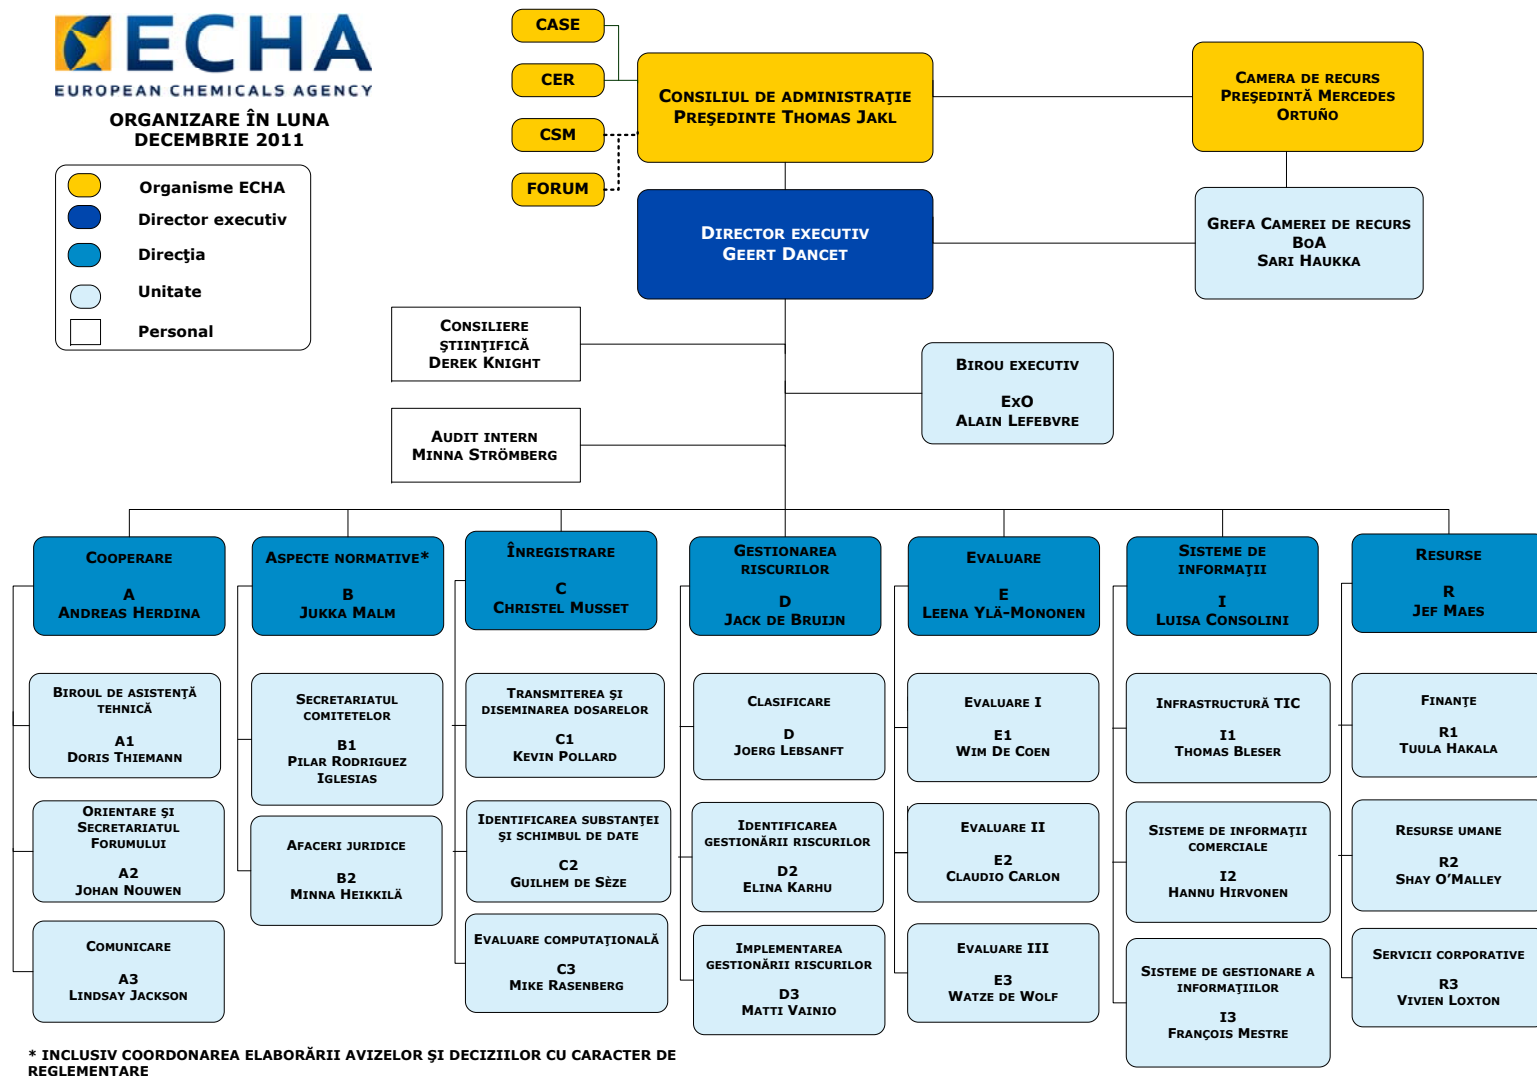 ECHA
EUROPEAN CHEMICALS AGENCY
ORGANIZARE ÎN LUNA
DECEMBRIE 2011
Organisme ECHA
Director executiv
Direcţia
Unitate
Personal
CASE
CER
CSM
FORUM
CONSILIUL DE ADMINISTRAŢIE
PREŞEDINTE THOMAS JAKL
CAMERA DE RECURS
PREŞEDINTĂ MERCEDES
ORTUÑO
DIRECTOR EXECUTIV
GEERT DANCET
GREFA CAMEREI DE RECURS
BOA
SARI HAUKKA
CONSILIERE
ŞTIINŢIFICĂ
DEREK KNIGHT
BIROU EXECUTIV
EXO
ALAIN LEFEBVRE
AUDIT INTERN
MINNA STRÖMBERG
COOPERARE
A
ANDREAS HERDINA
BIROUL DE ASISTENŢĂ
TEHNICĂ
A1
DORIS THIEMANN
ORIENTARE ŞI
SECRETARIATUL
FORUMULUI
A2
JOHAN NOUWEN
COMUNICARE
A3
LINDSAY JACKSON
ASPECTE NORMATIVE*
B
JUKKA MALM
SECRETARIATUL
COMITETELOR
B1
PILAR RODRIGUEZ
IGLESIAS
AFACERI JURIDICE
B2
MINNA HEIKKILÄ
ÎNREGISTRARE
C
CHRISTEL MUSSET
TRANSMITEREA ŞI
DISEMINAREA DOSARELOR
C1
KEVIN POLLARD
IDENTIFICAREA SUBSTANŢEI
ŞI SCHIMBUL DE DATE
C2
GUILHEM DE SÈZE
EVALUARE COMPUTAŢIONALĂ
C3
MIKE RASENBERG
GESTIONAREA
RISCURILOR
D
JACK DE BRUIJN
CLASIFICARE
D
JOERG LEBSANFT
IDENTIFICAREA
GESTIONĂRII RISCURILOR
D2
ELINA KARHU
IMPLEMENTAREA
GESTIONĂRII RISCURILOR
D3
MATTI VAINIO
EVALUARE
E
LEENA YLÄ-MONONEN
EVALUARE I
E1
WIM DE COEN
EVALUARE II
E2
CLAUDIO CARLON
EVALUARE III
E3
WATZE DE WOLF
SISTEME DE
INFORMAŢII
I
LUISA CONSOLINI
INFRASTRUCTURĂ TIC
I1
THOMAS BLESER
SISTEME DE INFORMAŢII
COMERCIALE
I2
HANNU HIRVONEN
SISTEME DE GESTIONARE A
INFORMAŢIILOR
I3
FRANÇOIS MESTRE
RESURSE
R
JEF MAES
FINANŢE
R1
TUULA HAKALA
RESURSE UMANE
R2
SHAY O'MALLEY
SERVICII CORPORATIVE
R3
VIVIEN LOXTON
* INCLUSIV COORDONAREA ELABORĂRII AVIZELOR ŞI DECIZIILOR CU CARACTER DE
REGLEMENTARE